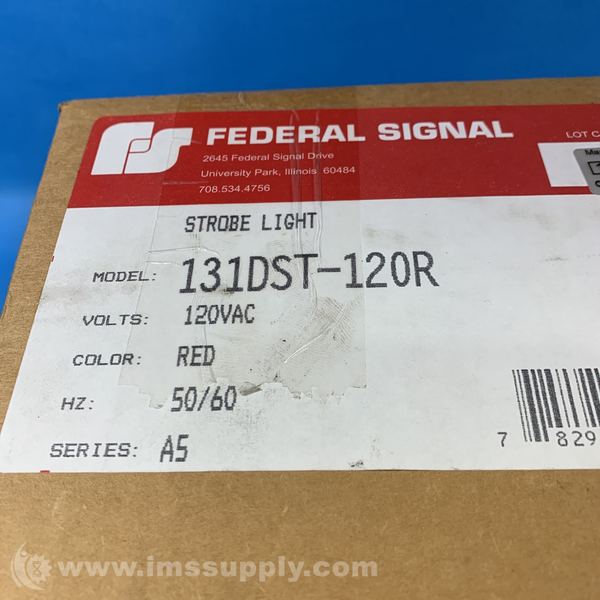 FEDERAL SIGNAL
2645 Federal Signal Drive
University Park, Illinois 60484
708.534.4756
LOT C
STROBE LIGHT
MODEL: 131DST-120R
VOLTS: 120VAC
COLOR: RED
HZ: 50/60
SERIES: A5
7 829
www.imssupply.com